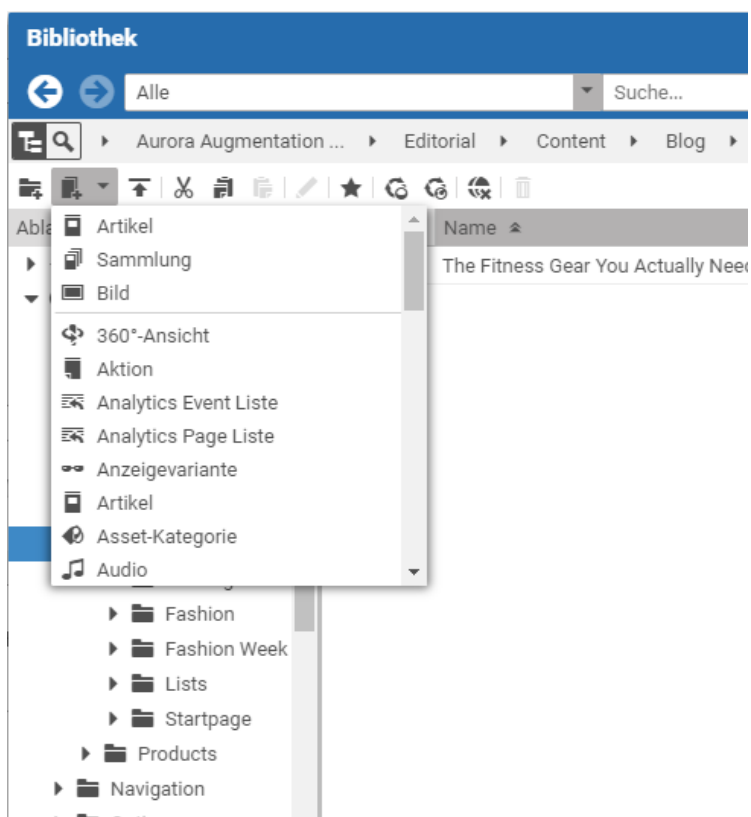 Bibliothek
Alle
Suche...
Aurora Augmentation ... Editorial Content Blog
Name
Artikel
Sammlung
The Fitness Gear You Actually
Bild
360°-Ansicht
Aktion
Analytics Event Liste
Analytics Page Liste
Anzeigevariante
Artikel
Asset-Kategorie
Audio
Fashion
Fashion Week
Lists
Startpage
Products
Navigation